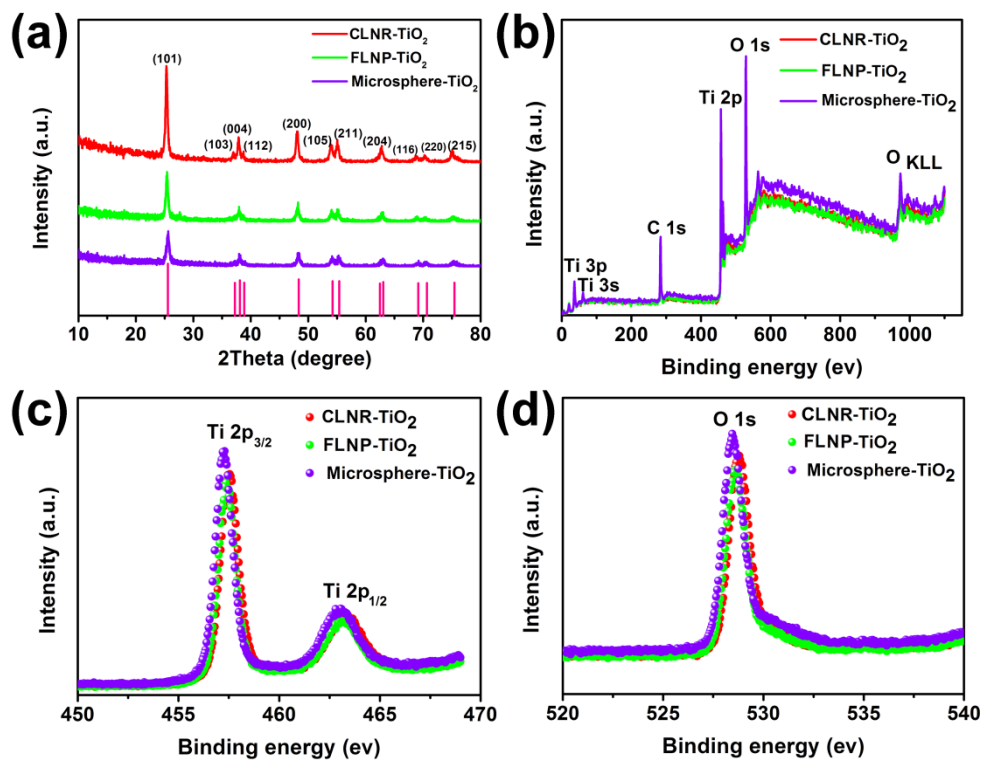 (a)
CLNR-TiO₂
FLNP-TiO₂
Microsphere-TiO₂
(101)
(103)
(004)
(112)
(200)
(105)
(211)
(204)
(116)
(220)
(215)
Intensity (a.u.)
10 20 30 40 50 60 70 80
2Theta (degree)
(b)
CLNR-TiO₂
FLNP-TiO₂
Microsphere-TiO₂
O 1s
Ti 2p
C 1s
Ti 3p
Ti 3s
O KLL
Intensity (a.u.)
0 200 400 600 800 1000
Binding energy (ev)
(c)
CLNR-TiO₂
FLNP-TiO₂
Microsphere-TiO₂
Ti 2p₃/₂
Ti 2p₁/₂
Intensity (a.u.)
450 455 460 465 470
Binding energy (ev)
(d)
CLNR-TiO₂
FLNP-TiO₂
Microsphere-TiO₂
O 1s
Intensity (a.u.)
520 525 530 535 540
Binding energy (ev)